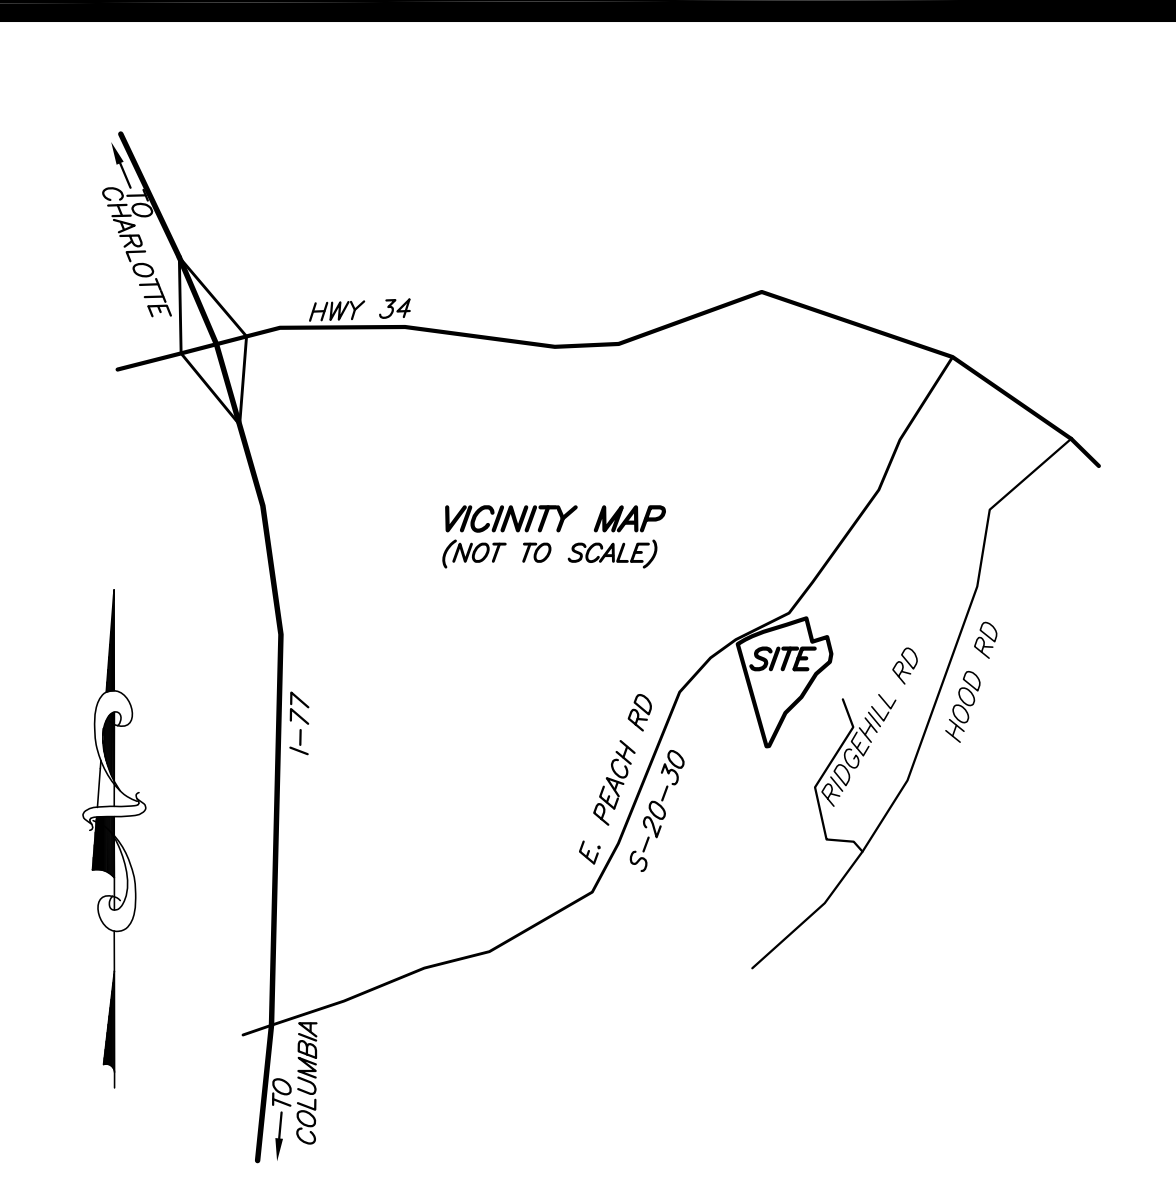 TO
CHARLOTTE
HWY 34
VICINITY MAP
(NOT TO SCALE)
SITE
I-77
E. PEACH RD
S-20-30
RIDGEHILL RD
HOOD RD
TO
COLUMBIA